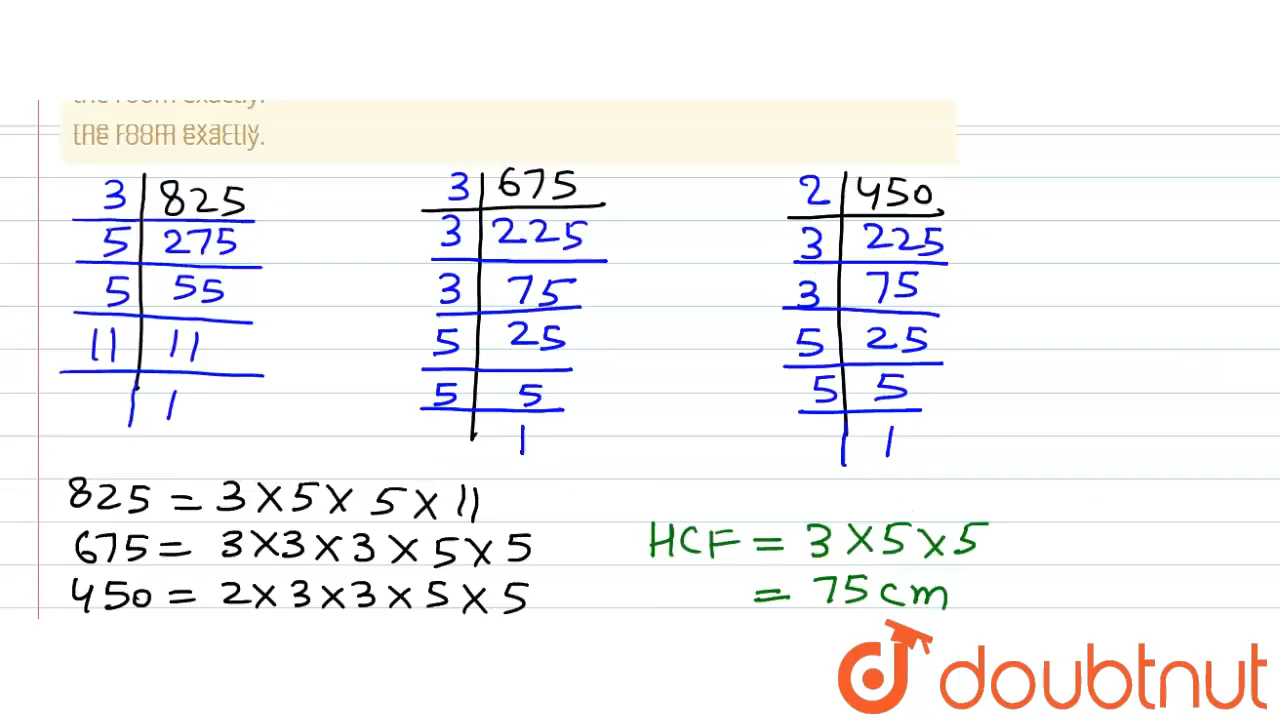 the room exactly.
the room exactly.
3 | 825
5 | 275
5 | 55
11 | 11
| 1
3 | 675
3 | 225
3 | 75
5 | 25
5 | 5
1
2 | 450
3 | 225
3 | 75
5 | 25
5 | 5
| 1
825 = 3 × 5 × 5 × 11
675 = 3 × 3 × 3 × 5 × 5
450 = 2 × 3 × 3 × 5 × 5
HCF = 3 × 5 × 5
= 75 cm
doubtnut